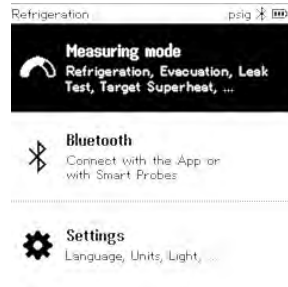 Refrigeration psig
Measuring mode
Refrigeration, Evacuation, Leak
Test, Target Superheat, ...
Bluetooth
Connect with the App or
with Smart Probes
Settings
Language, Units, Light, ...